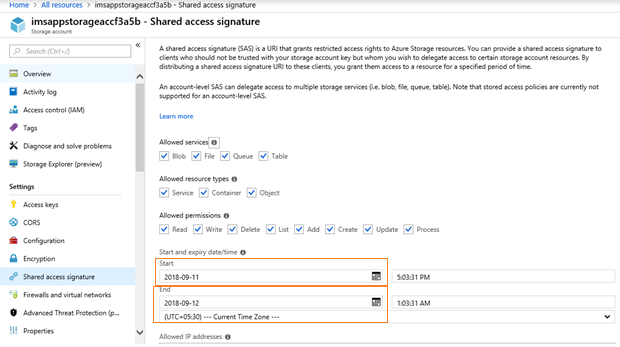 Home > All resources > imsappstorageaccf3a5b - Shared access signature
imsappstorageaccf3a5b - Shared access signature
Storage account
Search (Ctrl+/)
Overview
Activity log
Access control (IAM)
Tags
Diagnose and solve problems
Storage Explorer (preview)
Settings
Access keys
CORS
Configuration
Encryption
Shared access signature
Firewalls and virtual networks
Advanced Threat Protection (p...
Properties
A shared access signature (SAS) is a URI that grants restricted access rights to Azure Storage resources. You can provide a shared access signature to
clients who should not be trusted with your storage account key but whom you wish to delegate access to certain storage account resources. By
distributing a shared access signature URI to these clients, you grant them access to a resource for a specified period of time.
An account-level SAS can delegate access to multiple storage services (i.e. blob, file, queue, table). Note that stored access policies are currently not
supported for an account-level SAS.
Learn more
Allowed services
Blob File Queue Table
Allowed resource types
Service Container Object
Allowed permissions
Read Write Delete List Add Create Update Process
Start and expiry date/time
Start
2018-09-11 5:03:31 PM
End
2018-09-12 1:03:31 AM
(UTC+05:30) --- Current Time Zone ---
Allowed IP addresses